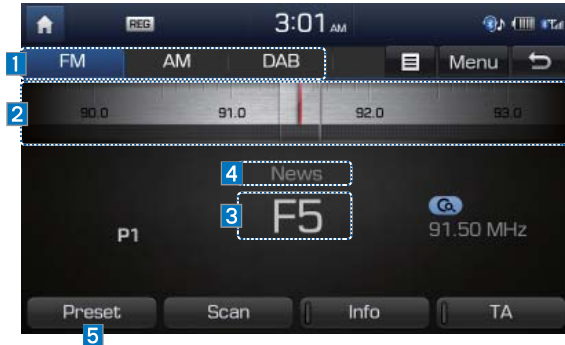 REG 3:01 AM TA
1 FM AM DAB Menu
2 90.0 91.0 92.0 93.0
4 News
3 F5
P1 91.50 MHz
Preset Scan Info TA
5